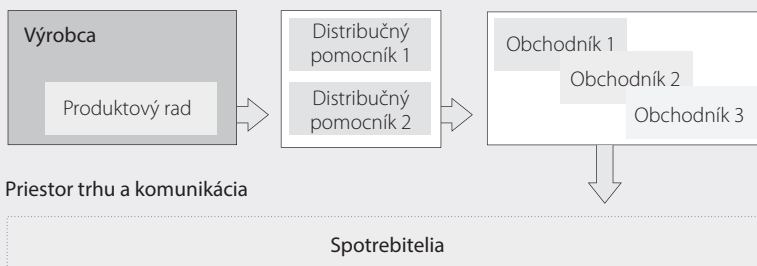 Výrobca
Produktový rad
Distribučný
pomocník 1
Distribučný
pomocník 2
Obchodník 1
Obchodník 2
Obchodník 3
Priestor trhu a komunikácia
Spotrebitelia